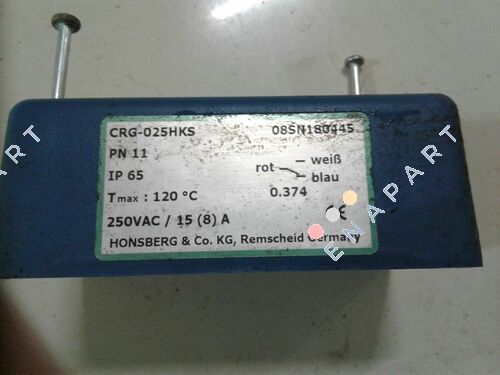 CRG-025HKS 08SN180445
PN 11
IP 65
rot weiß
blau
Tmax : 120 °C 0.374
250VAC / 15 (8) A CE
HONSBERG & Co. KG, Remscheid Germany
ENAPART
ENAPART